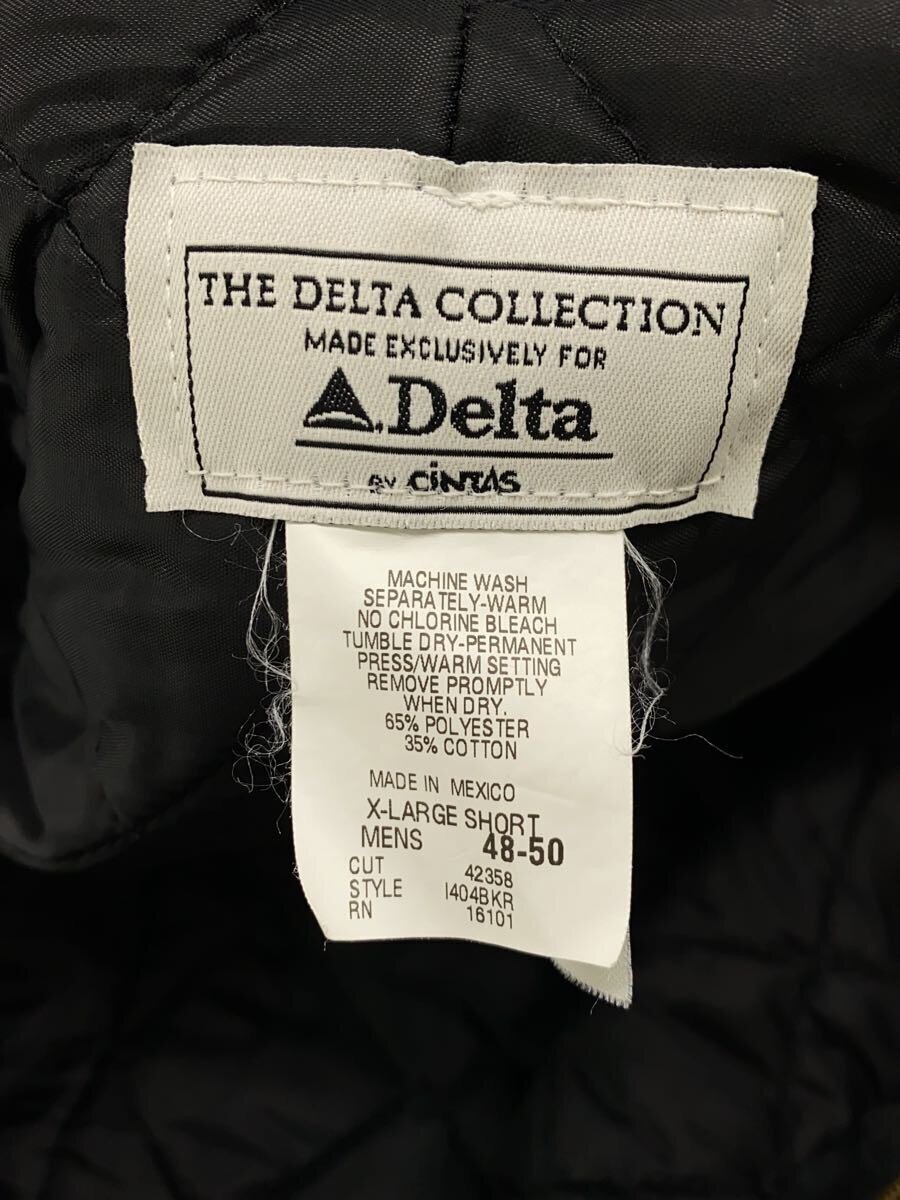 THE DELTA COLLECTION
MADE EXCLUSIVELY FOR
Delta
BY CiNTAS
MACHINE WASH
SEPARATELY-WARM
NO CHLORINE BLEACH
TUMBLE DRY-PERMANENT
PRESS/WARM SETTING
REMOVE PROMPTLY
WHEN DRY.
65% POLYESTER
35% COTTON
MADE IN MEXICO
X-LARGE SHORT
MENS 48-50
CUT 42358
STYLE I404BKR
RN 16101